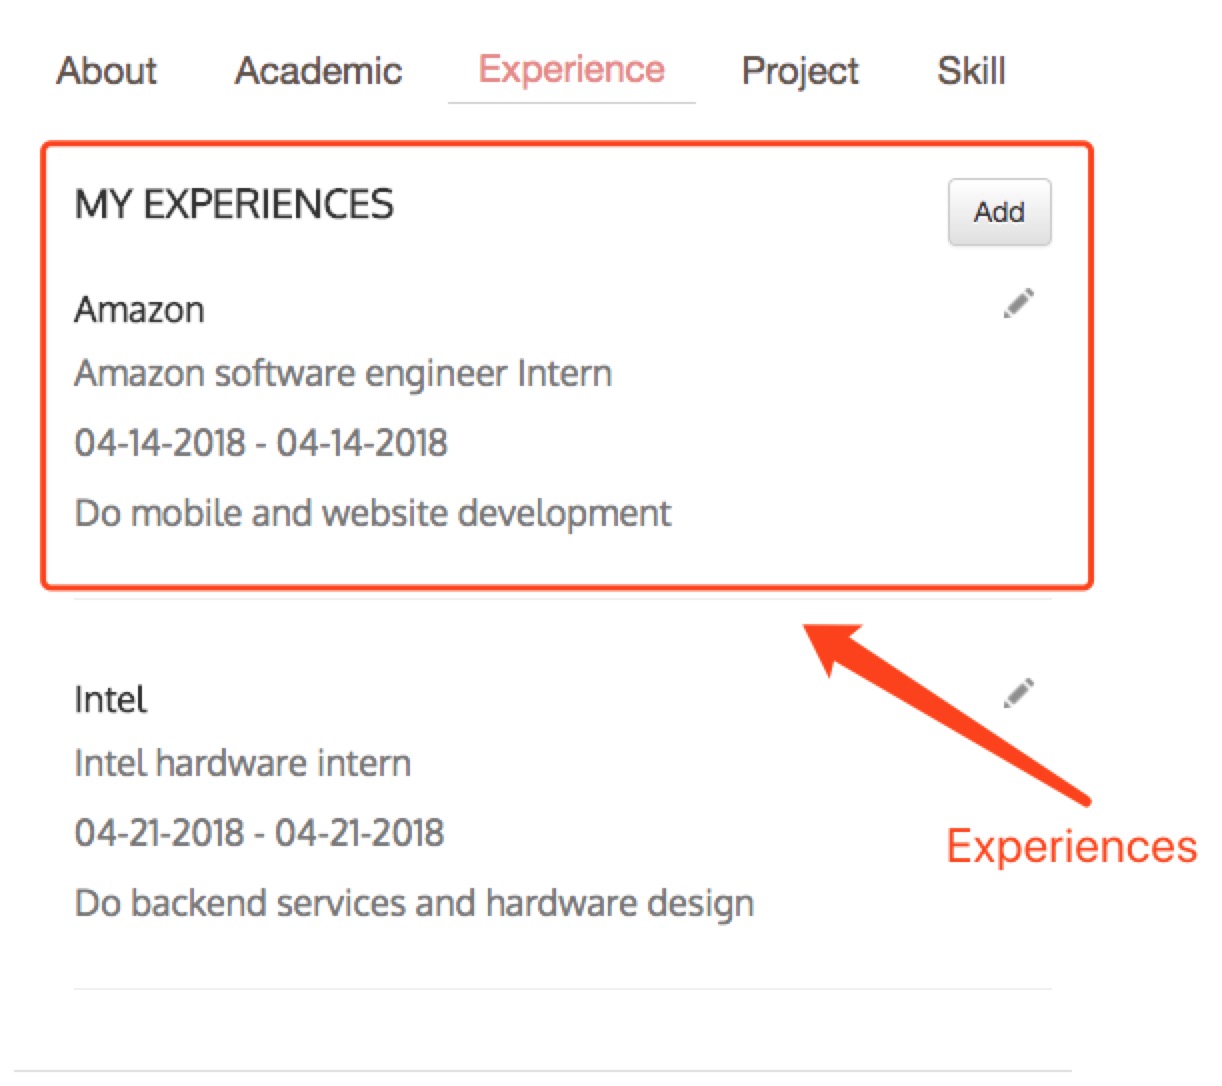 About Academic Experience Project Skill
MY EXPERIENCES Add
Amazon
Amazon software engineer Intern
04-14-2018 - 04-14-2018
Do mobile and website development
Intel
Intel hardware intern
04-21-2018 - 04-21-2018
Experiences
Do backend services and hardware design